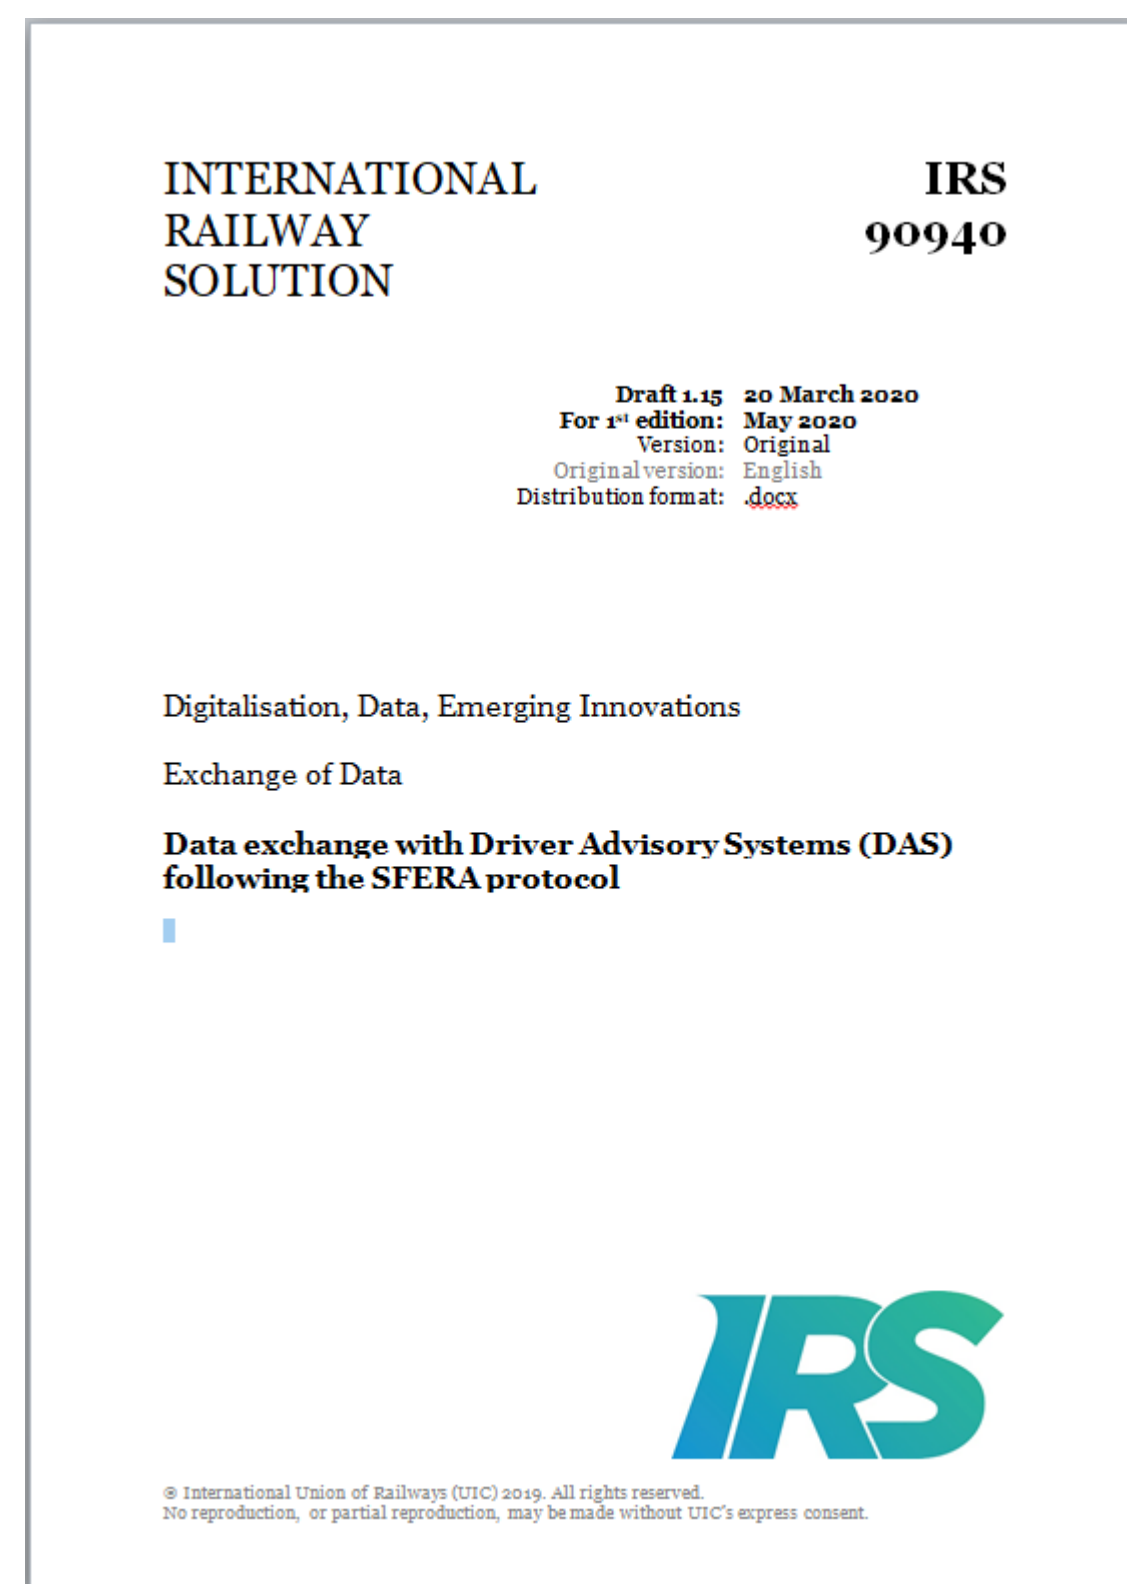 INTERNATIONAL
RAILWAY
SOLUTION
IRS
90940
Draft 1.15 20 March 2020
For 1st edition: May 2020
Version: Original
Original version: English
Distribution format: .docx
Digitalisation, Data, Emerging Innovations
Exchange of Data
Data exchange with Driver Advisory Systems (DAS)
following the SFERA protocol
IRS
© International Union of Railways (UIC) 2019. All rights reserved.
No reproduction, or partial reproduction, may be made without UIC's express consent.